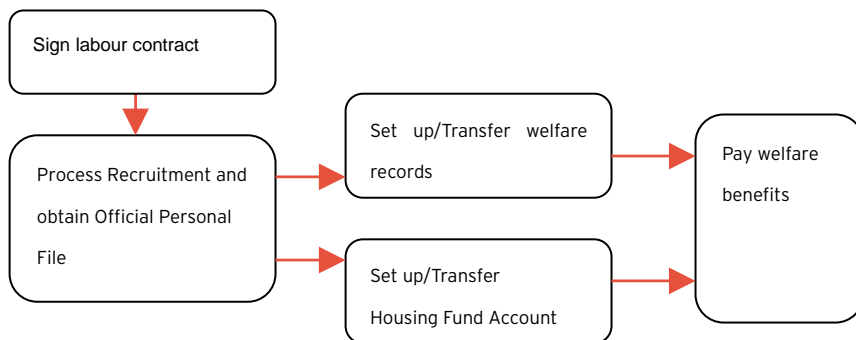 Sign labour contract
Process Recruitment and
obtain Official Personal
File
Set up/Transfer welfare
records
Set up/Transfer
Housing Fund Account
Pay welfare
benefits